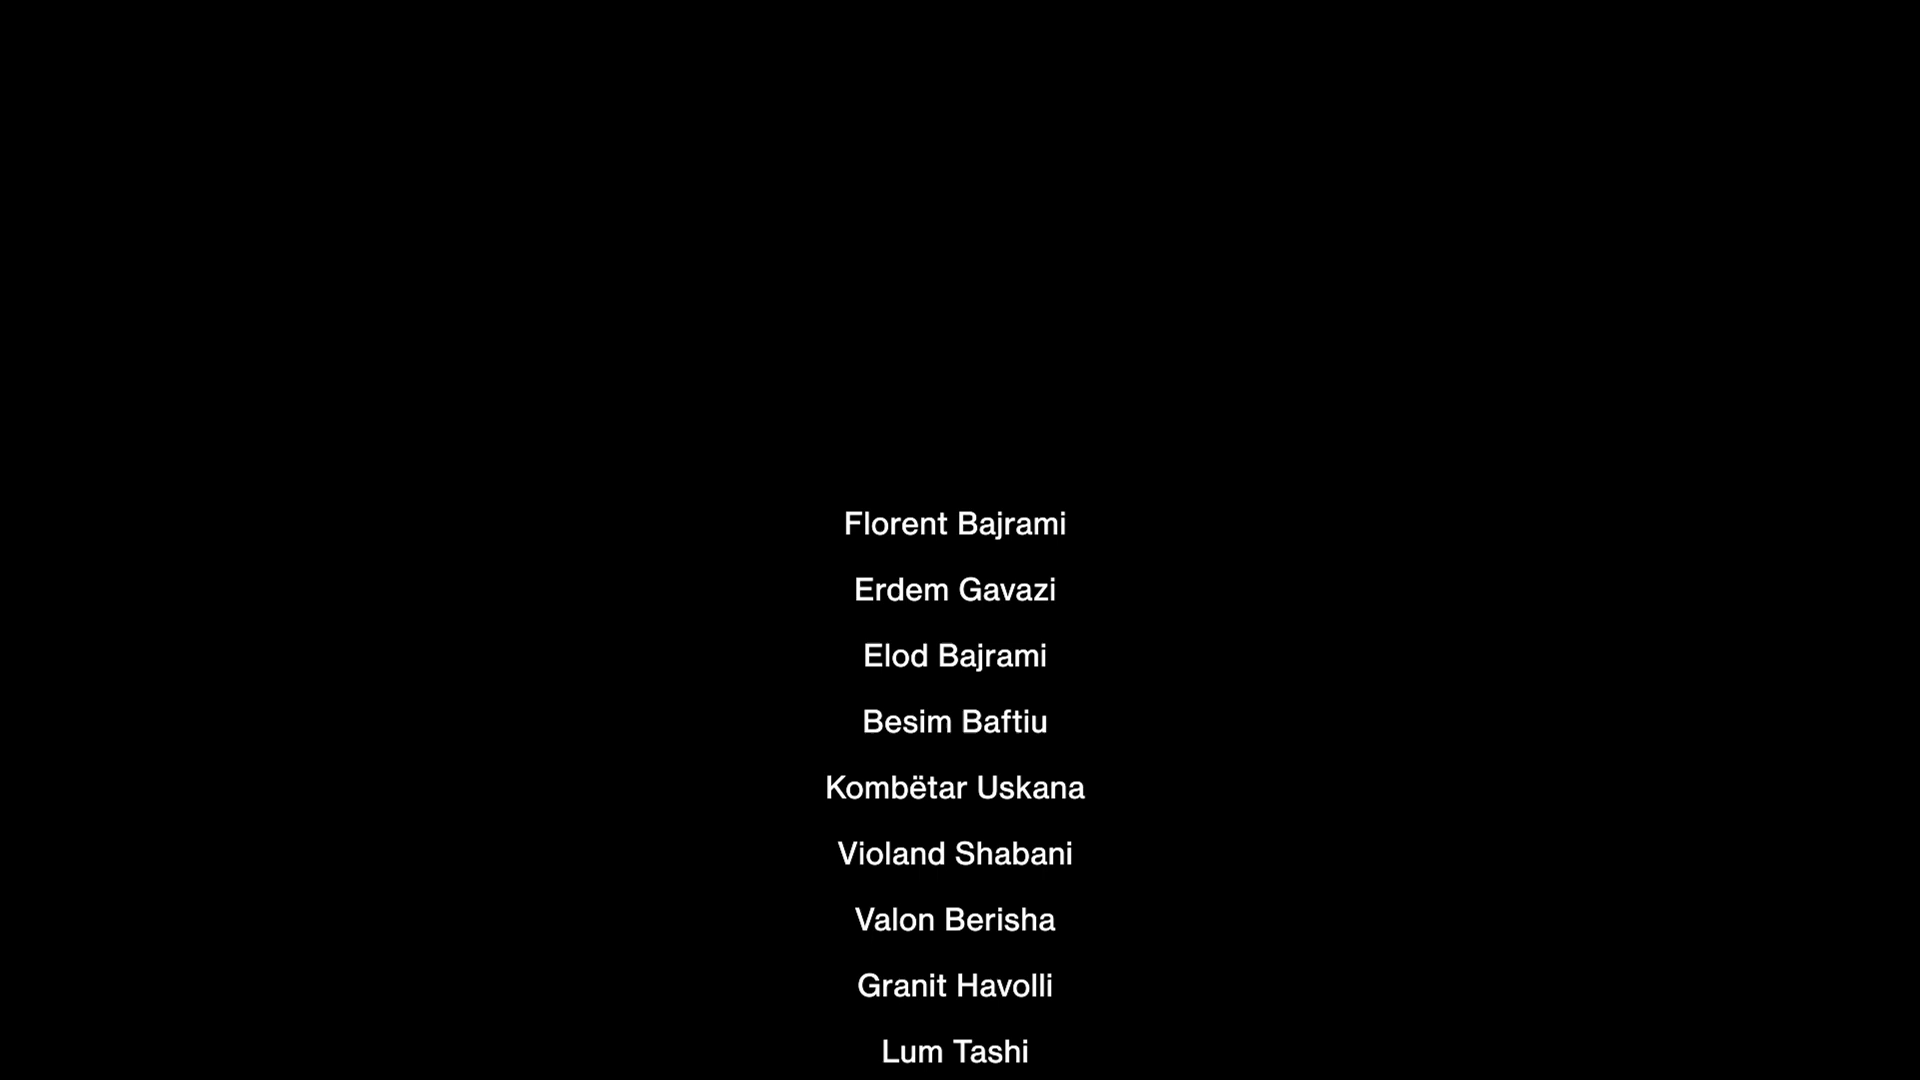 Florent Bajrami
Erdem Gavazi
Elod Bajrami
Besim Baftiu
Kombëtar Uskana
Violand Shabani
Valon Berisha
Granit Havolli
Lum Tashi